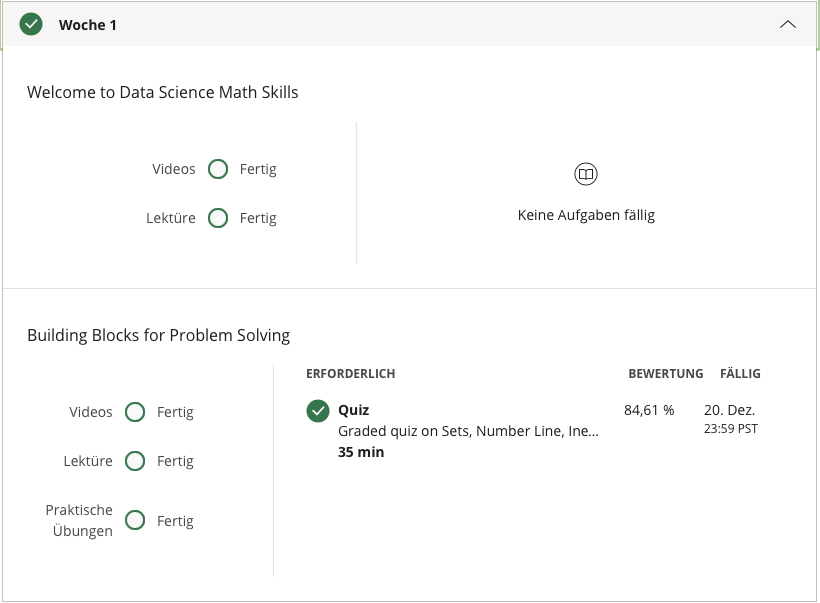 Woche 1
Welcome to Data Science Math Skills
Videos Fertig
Lektüre Fertig
Keine Aufgaben fällig
Building Blocks for Problem Solving
Videos Fertig
Lektüre Fertig
Praktische
Übungen Fertig
ERFORDERLICH BEWERTUNG FÄLLIG
Quiz 84,61 % 20. Dez.
Graded quiz on Sets, Number Line, Ine... 23:59 PST
35 min